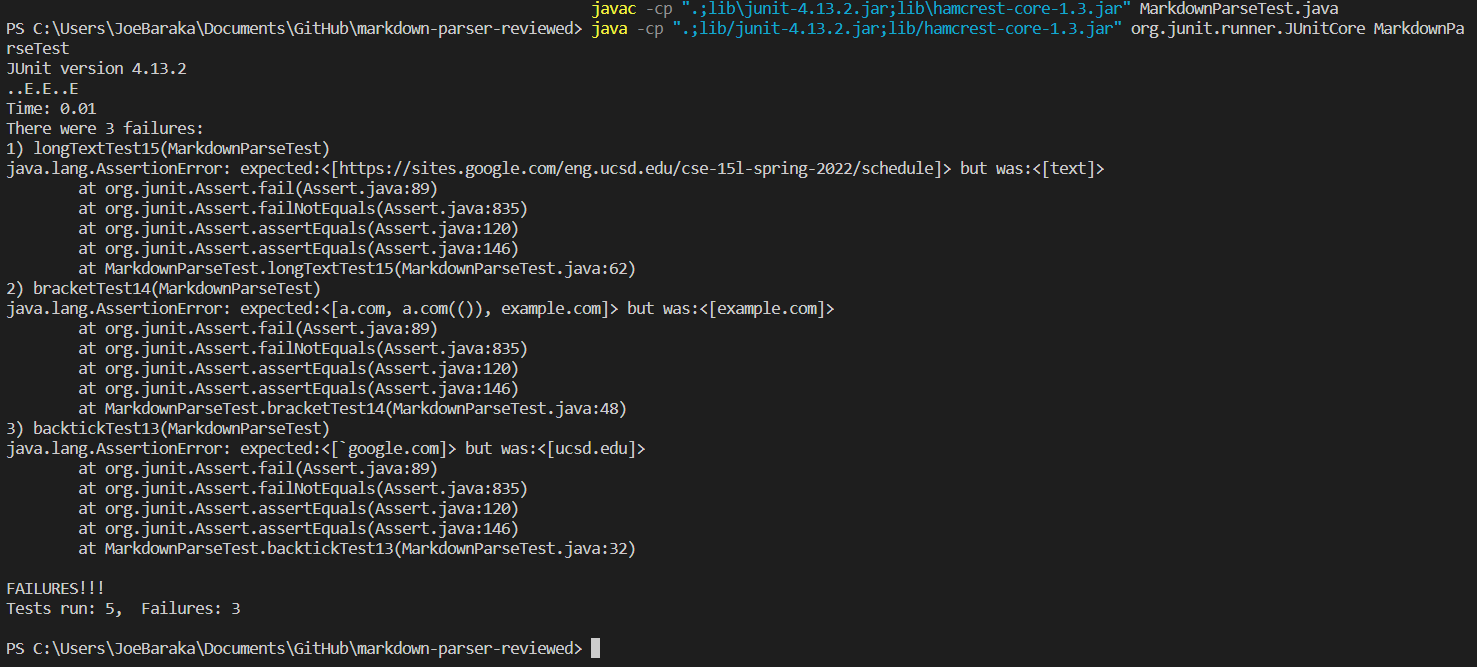 javac -cp ".;lib\junit-4.13.2.jar;lib\hamcrest-core-1.3.jar" MarkdownParseTest.java
PS C:\Users\JoeBaraka\Documents\GitHub\markdown-parser-reviewed> java -cp ".;lib/junit-4.13.2.jar;lib/hamcrest-core-1.3.jar" org.junit.runner.JUnitCore MarkdownPa
rseTest
JUnit version 4.13.2
..E.E..E
Time: 0.01
There were 3 failures:
1) longTextTest15(MarkdownParseTest)
java.lang.AssertionError: expected:<[https://sites.google.com/eng.ucsd.edu/cse-15l-spring-2022/schedule]> but was:<[text]>
at org.junit.Assert.fail(Assert.java:89)
at org.junit.Assert.failNotEquals(Assert.java:835)
at org.junit.Assert.assertEquals(Assert.java:120)
at org.junit.Assert.assertEquals(Assert.java:146)
at MarkdownParseTest.longTextTest15(MarkdownParseTest.java:62)
2) bracketTest14(MarkdownParseTest)
java.lang.AssertionError: expected:<[a.com, a.com(()), example.com]> but was:<[example.com]>
at org.junit.Assert.fail(Assert.java:89)
at org.junit.Assert.failNotEquals(Assert.java:835)
at org.junit.Assert.assertEquals(Assert.java:120)
at org.junit.Assert.assertEquals(Assert.java:146)
at MarkdownParseTest.bracketTest14(MarkdownParseTest.java:48)
3) backtickTest13(MarkdownParseTest)
java.lang.AssertionError: expected:<[`google.com]> but was:<[ucsd.edu]>
at org.junit.Assert.fail(Assert.java:89)
at org.junit.Assert.failNotEquals(Assert.java:835)
at org.junit.Assert.assertEquals(Assert.java:120)
at org.junit.Assert.assertEquals(Assert.java:146)
at MarkdownParseTest.backtickTest13(MarkdownParseTest.java:32)
FAILURES!!!
Tests run: 5,  Failures: 3
PS C:\Users\JoeBaraka\Documents\GitHub\markdown-parser-reviewed>